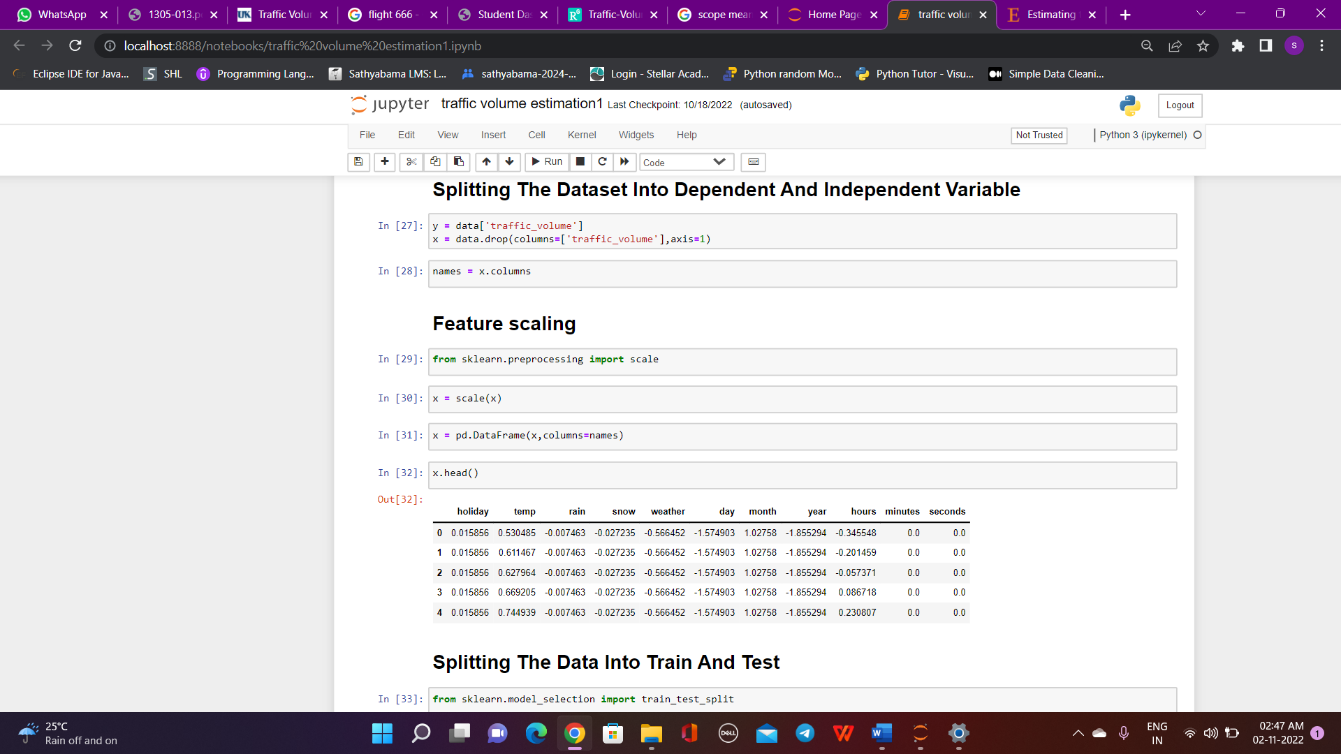 WhatsApp
1305-013.p
Traffic Volu
flight 666 -
Student Da
Traffic-Volu
scope mean
Home Page
traffic volum
Estimating
localhost:8888/notebooks/traffic%20volume%20estimation1.ipynb
Eclipse IDE for Java...
SHL
Programming Lang...
Sathyabama LMS: L...
sathyabama-2024-...
Login - Stellar Acad...
Python random Mo...
Python Tutor - Visu...
Simple Data Cleani...
jupyter traffic volume estimation1 Last Checkpoint: 10/18/2022 (autosaved)
Logout
File Edit View Insert Cell Kernel Widgets Help
Not Trusted
Python 3 (ipykernel)
Run
Code
Splitting The Dataset Into Dependent And Independent Variable
In [27]: y = data['traffic_volume']
x = data.drop(columns=['traffic_volume'],axis=1)
In [28]: names = x.columns
Feature scaling
In [29]: from sklearn.preprocessing import scale
In [30]: x = scale(x)
In [31]: x = pd.DataFrame(x,columns=names)
In [32]: x.head()
Out[32]:
holiday temp rain snow weather day month year hours minutes seconds
0 0.015856 0.530485 -0.007463 -0.027235 -0.566452 -1.574903 1.02758 -1.855294 -0.345548 0.0 0.0
1 0.015856 0.611467 -0.007463 -0.027235 -0.566452 -1.574903 1.02758 -1.855294 -0.201459 0.0 0.0
2 0.015856 0.627964 -0.007463 -0.027235 -0.566452 -1.574903 1.02758 -1.855294 -0.057371 0.0 0.0
3 0.015856 0.669205 -0.007463 -0.027235 -0.566452 -1.574903 1.02758 -1.855294 0.086718 0.0 0.0
4 0.015856 0.744939 -0.007463 -0.027235 -0.566452 -1.574903 1.02758 -1.855294 0.230807 0.0 0.0
Splitting The Data Into Train And Test
In [33]: from sklearn.model_selection import train_test_split
25°C
Rain off and on
DELL
ENG
IN
02:47 AM
02-11-2022
1